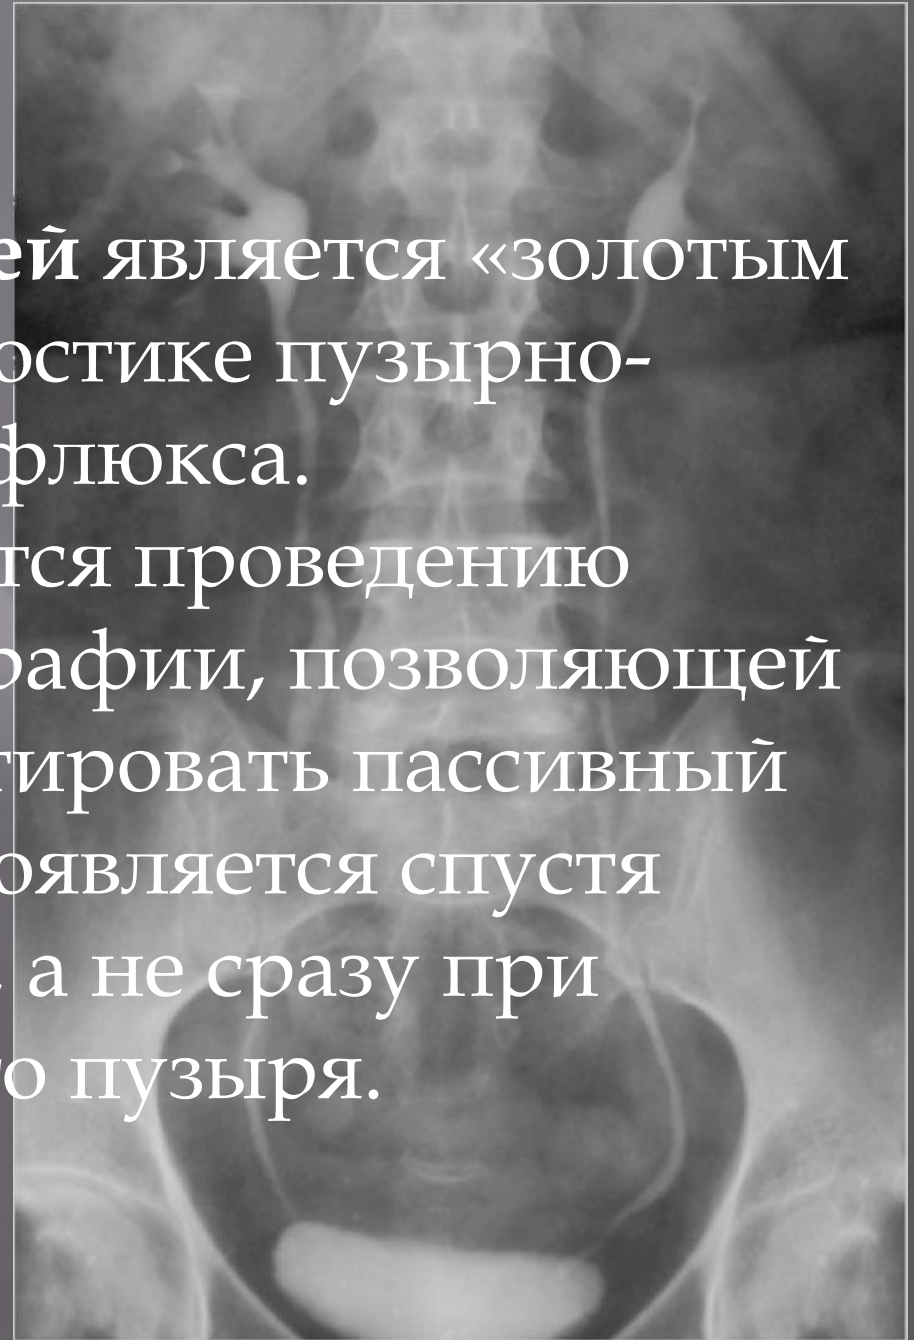 ей является «золотым
остике пузырно-
флюкса.
тся проведению
рафии, позволяющей
тировать пассивный
оявляется спустя
, а не сразу при
о пузыря.